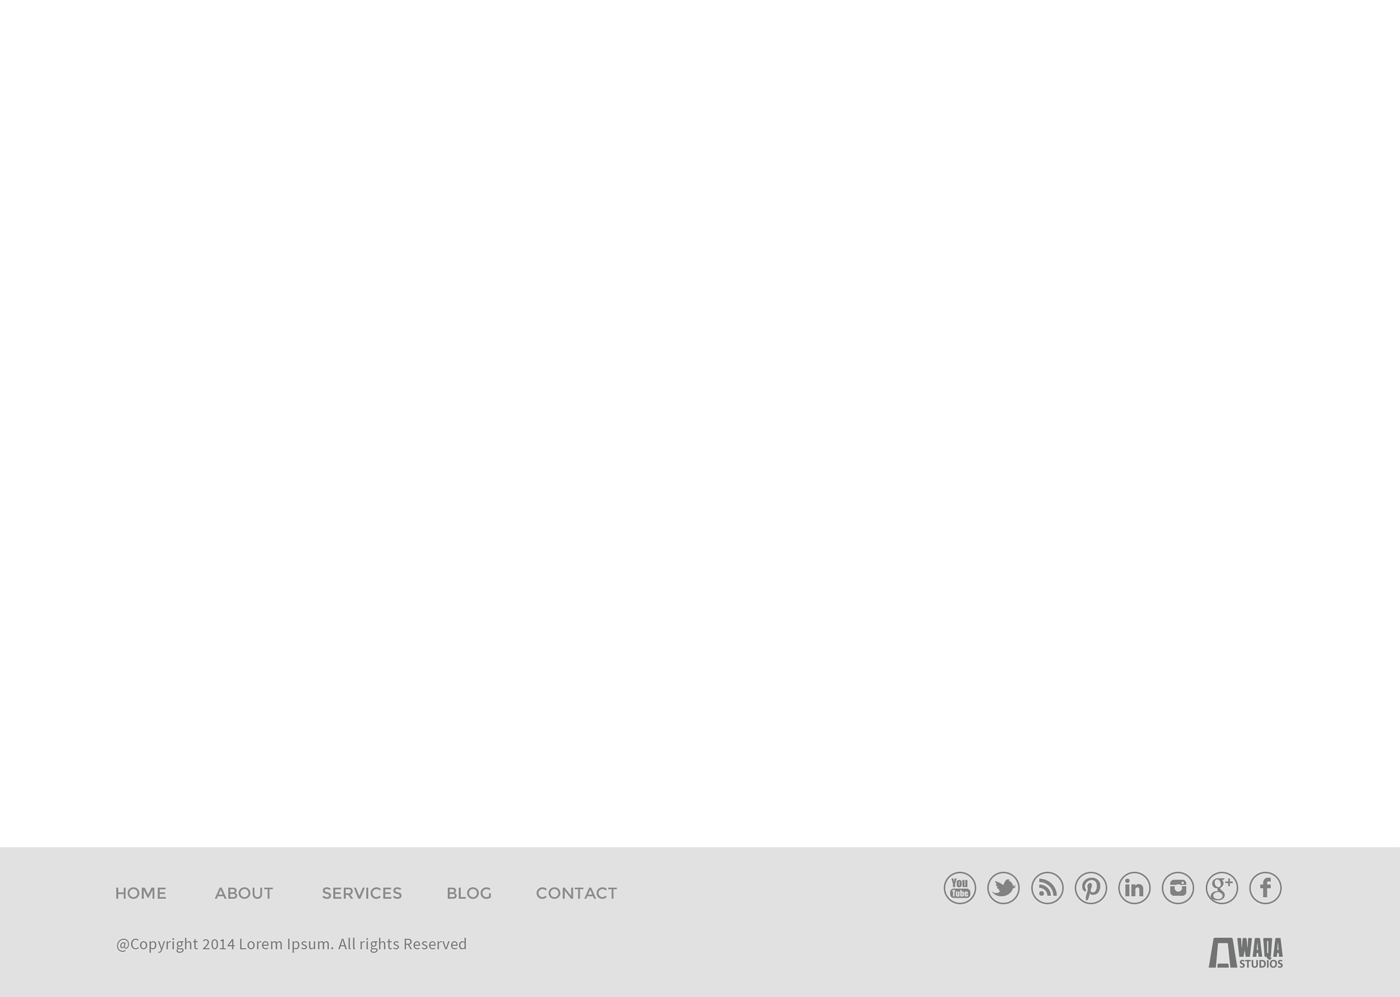 HOME ABOUT SERVICES BLOG CONTACT
You
Tube
in
g+
f
@Copyright 2014 Lorem Ipsum. All rights Reserved
WAQA
STUDIOS